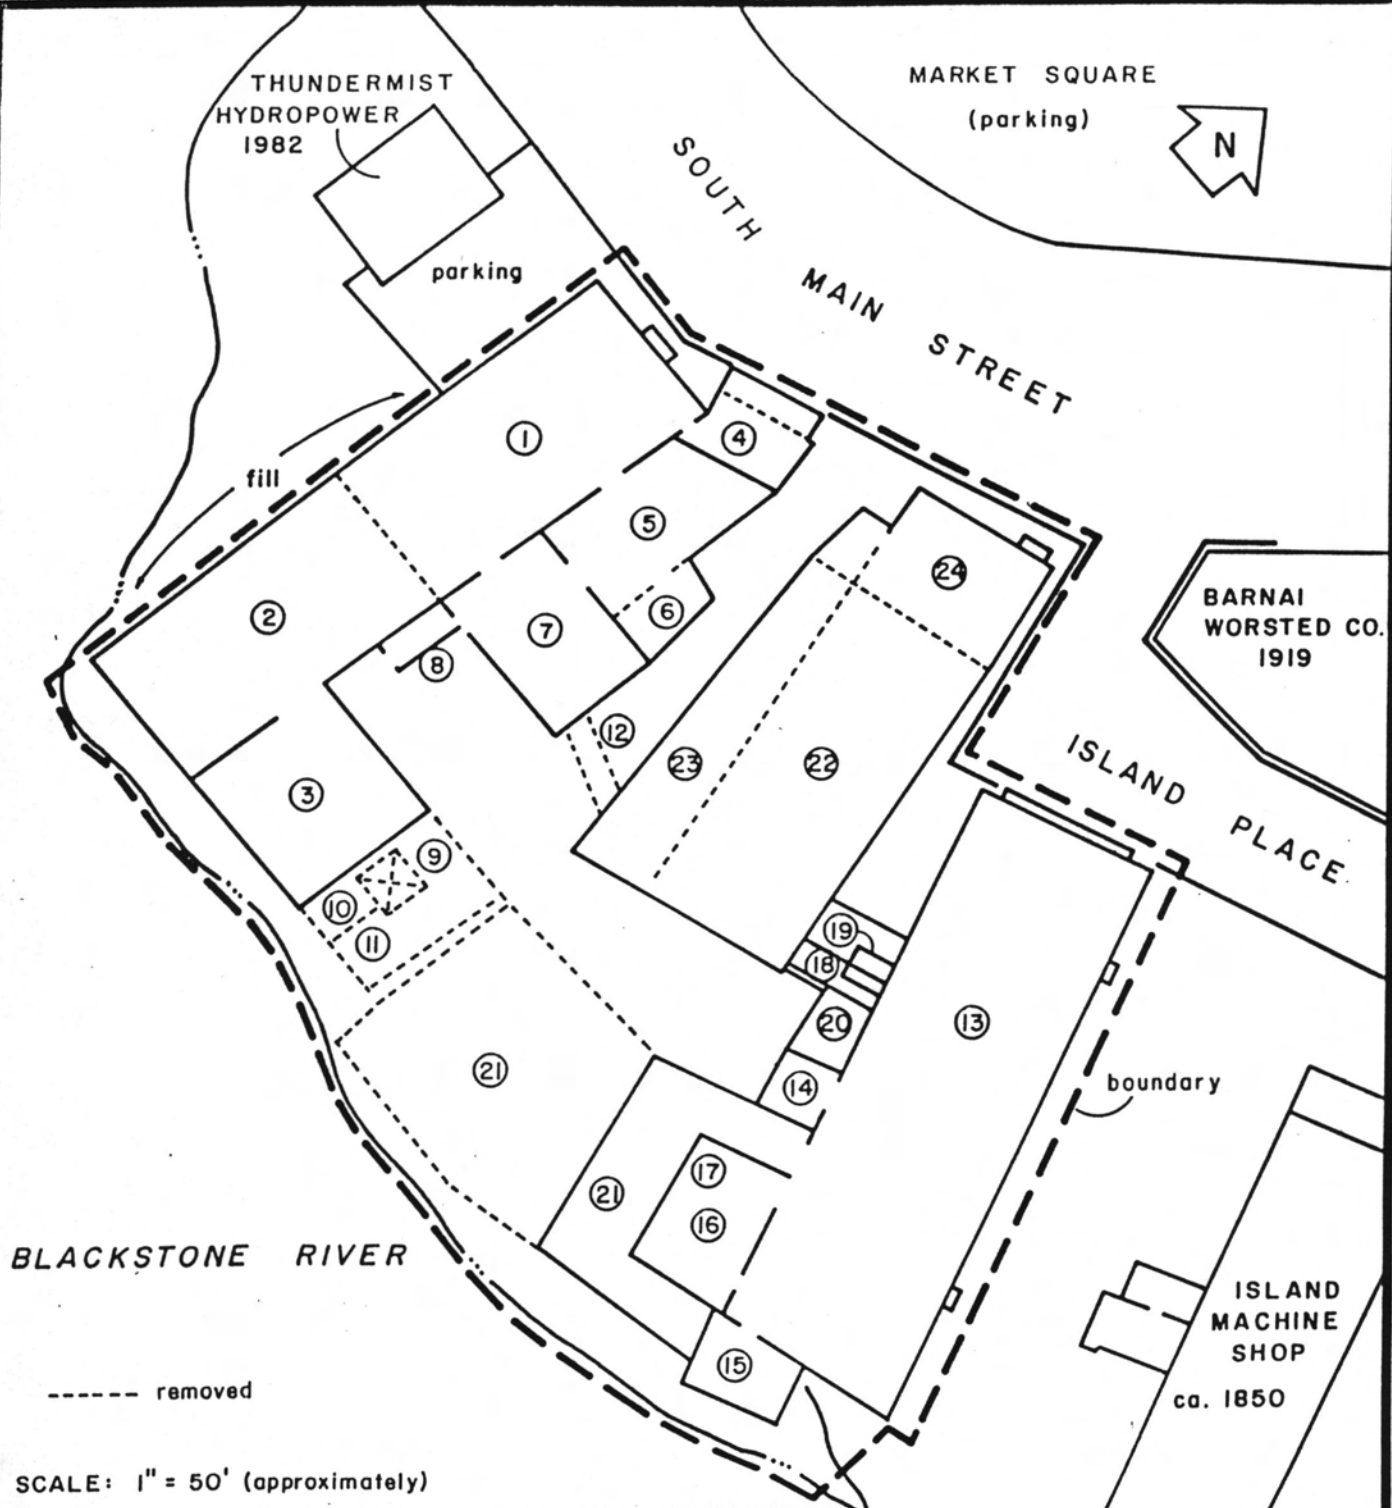 THUNDERMIST
HYDROPOWER
1982
MARKET SQUARE
(parking)
N
SOUTH MAIN STREET
parking
fill
1
4
5
24
2
7
6
8
BARNAI
WORSTED CO.
1919
12
23
22
3
ISLAND PLACE
9
10
11
19
18
20
13
21
14
boundary
17
21
16
BLACKSTONE RIVER
ISLAND
MACHINE
SHOP
ca. 1850
15
------ removed
SCALE: 1" = 50' (approximately)